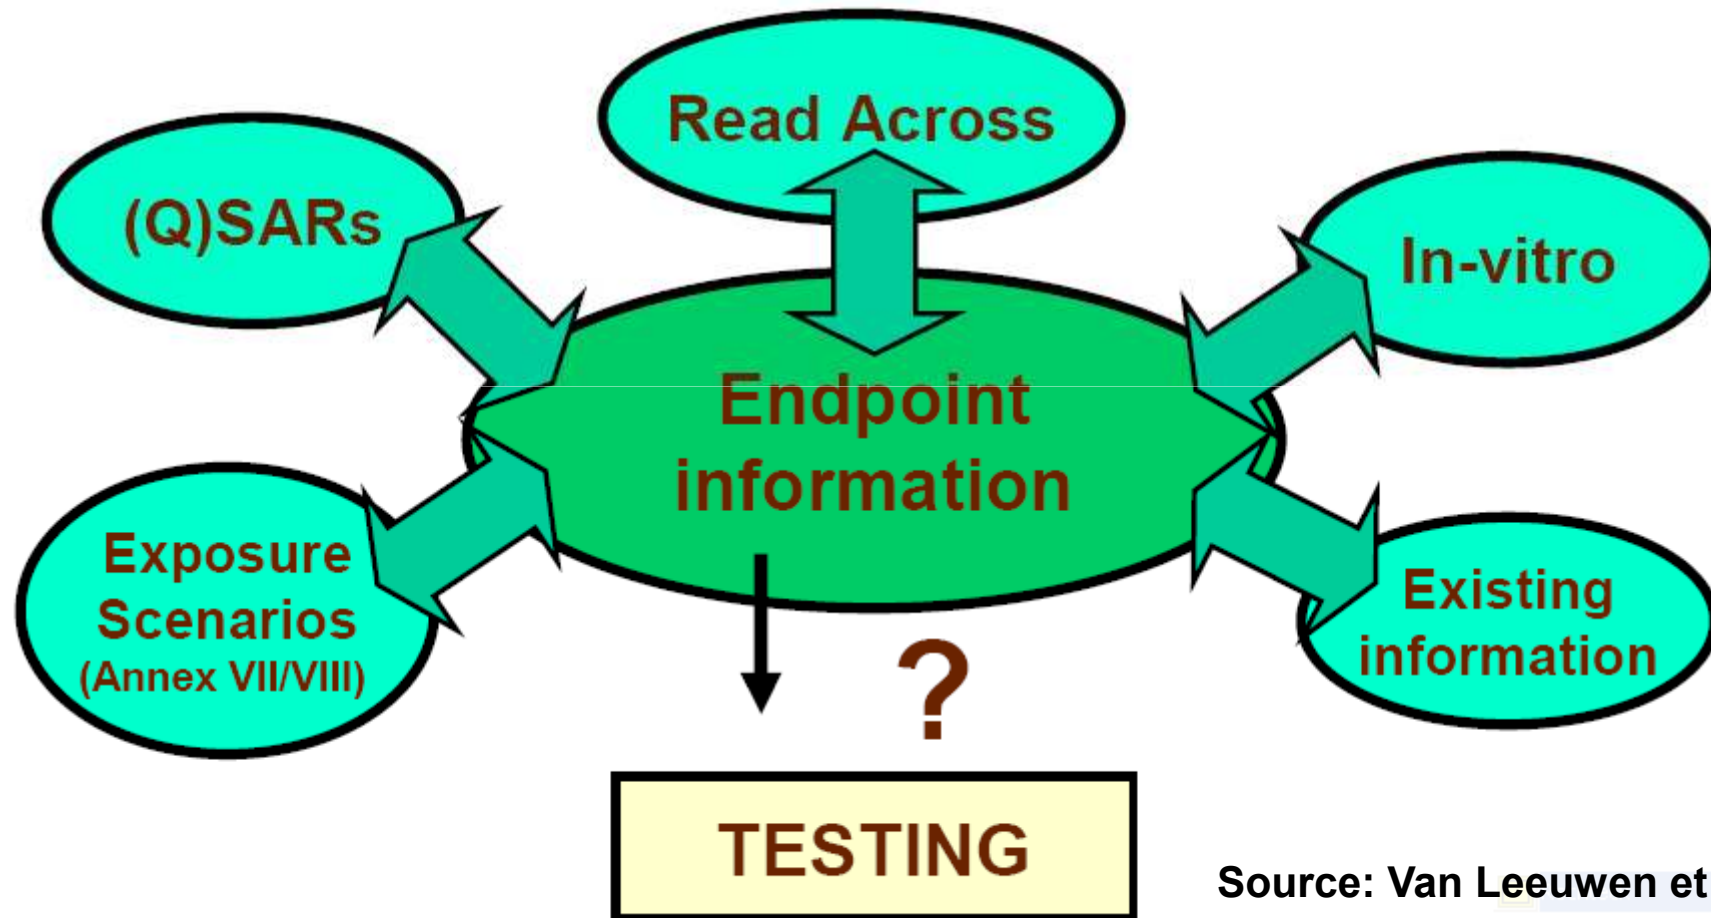 Read Across
(Q)SARs
In-vitro
Endpoint
information
Exposure
Scenarios
(Annex VII/VIII)
Existing
information
?
TESTING
Source: Van Leeuwen et